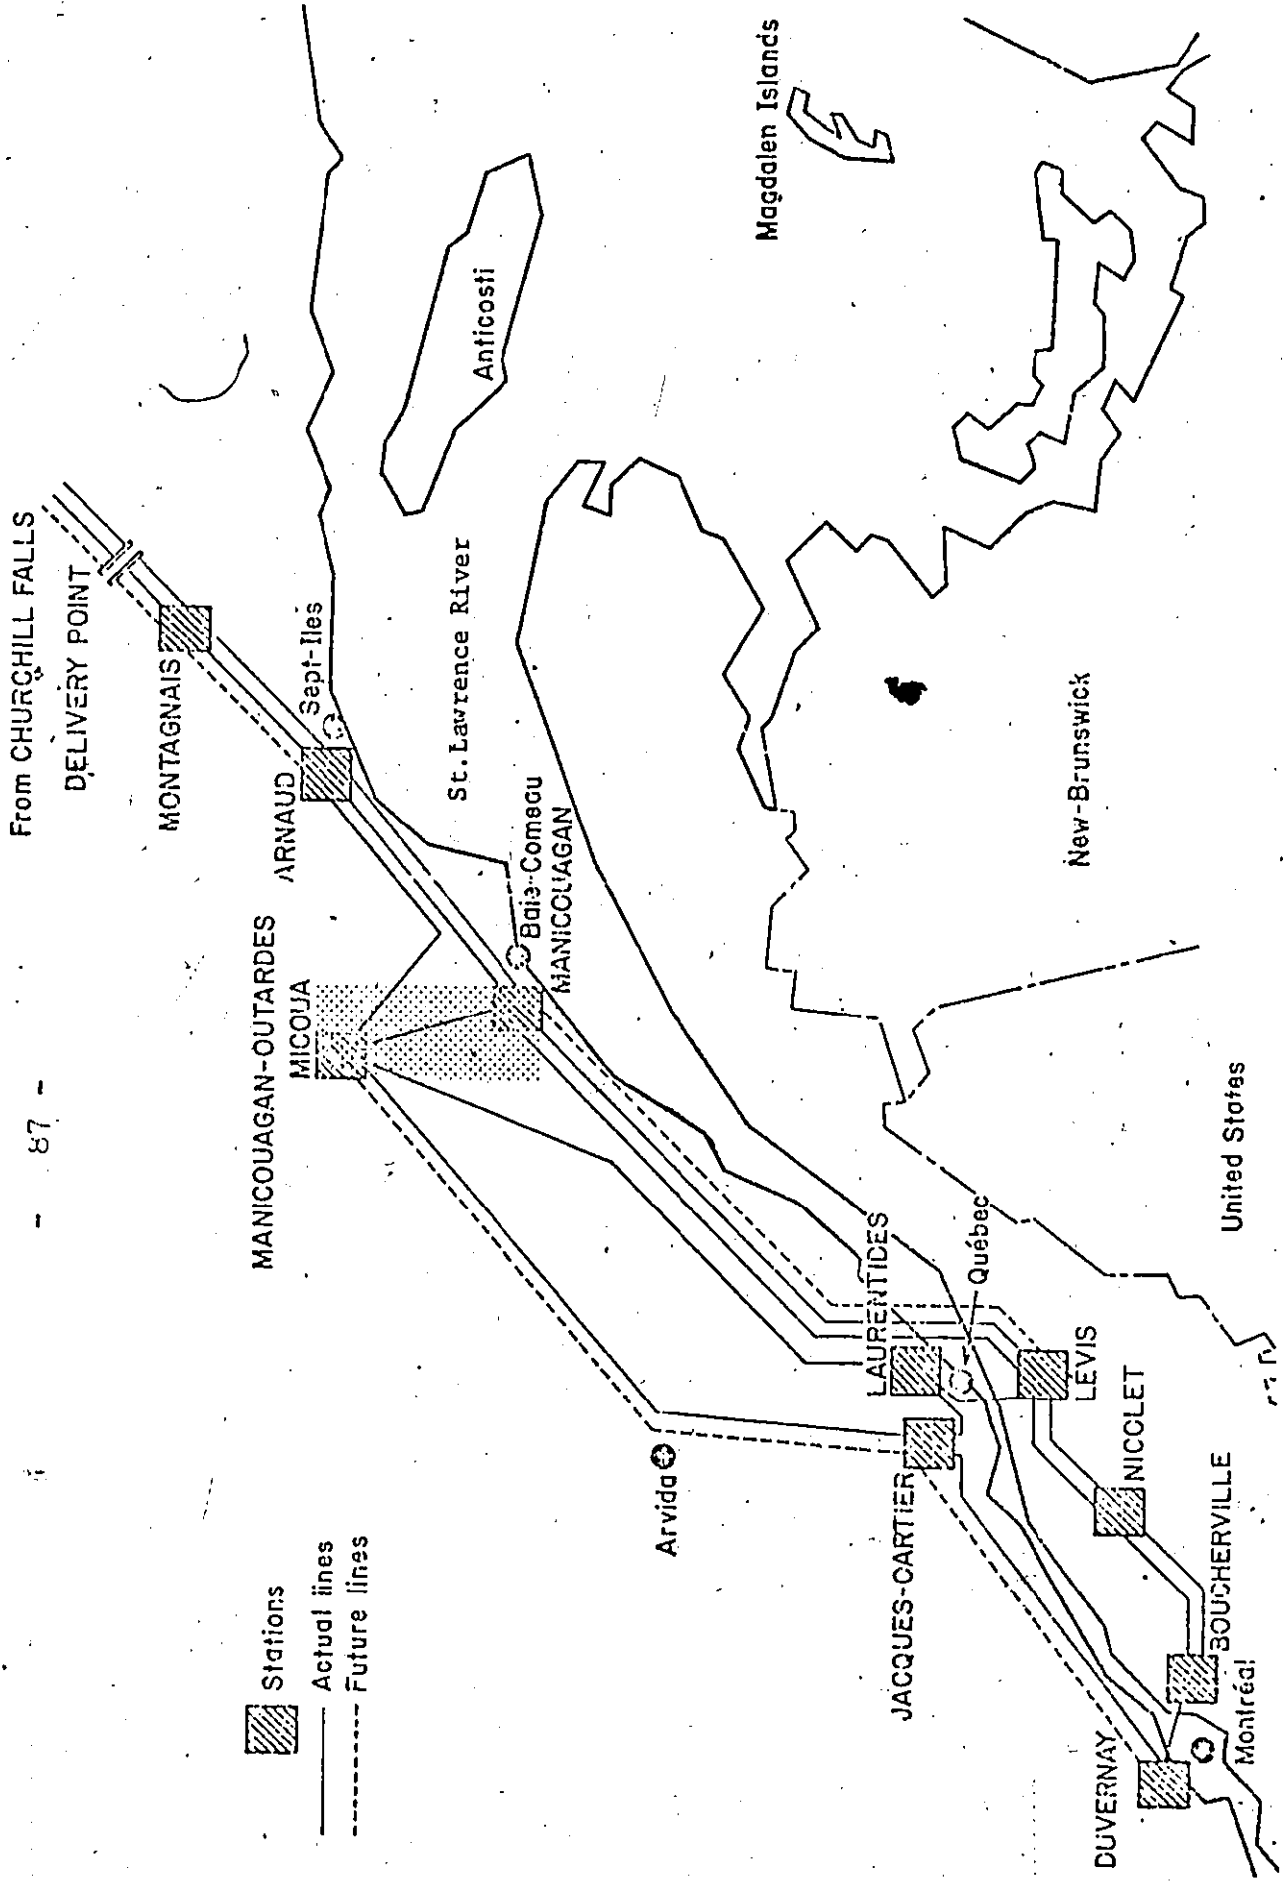 - 87 -
From CHURCHILL FALLS
DELIVERY POINT
MONTAGNAIS
ARNAUD
Sept-Iles
MANICOUAGAN-OUTARDES
MICOUA
Baie-Comeau
MANICOUAGAN
St. Lawrence River
Anticosti
Magdalen Islands
Stations
Actual lines
Future lines
Arvida
LAURENTIDES
Québec
JACQUES-CARTIER
LEVIS
NICOLET
BOUCHERVILLE
DUVERNAY
Montréal
New-Brunswick
United States